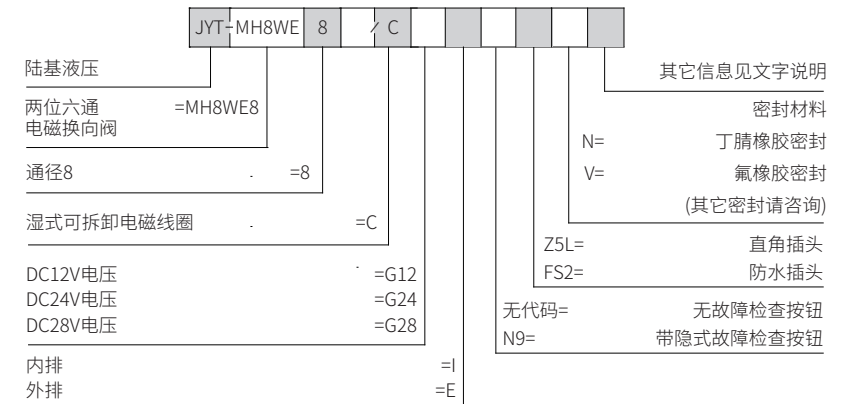 JYT-MH8WE 8 / C
陆基液压
两位六通 =MH8WE8
电磁换向阀
通径8 =8
湿式可拆卸电磁线圈 =C
DC12V电压 =G12
DC24V电压 =G24
DC28V电压 =G28
内排 =I
外排 =E
其它信息见文字说明
密封材料
N= 丁腈橡胶密封
V= 氟橡胶密封
(其它密封请咨询)
Z5L= 直角插头
FS2= 防水插头
无代码= 无故障检查按钮
N9= 带隐式故障检查按钮